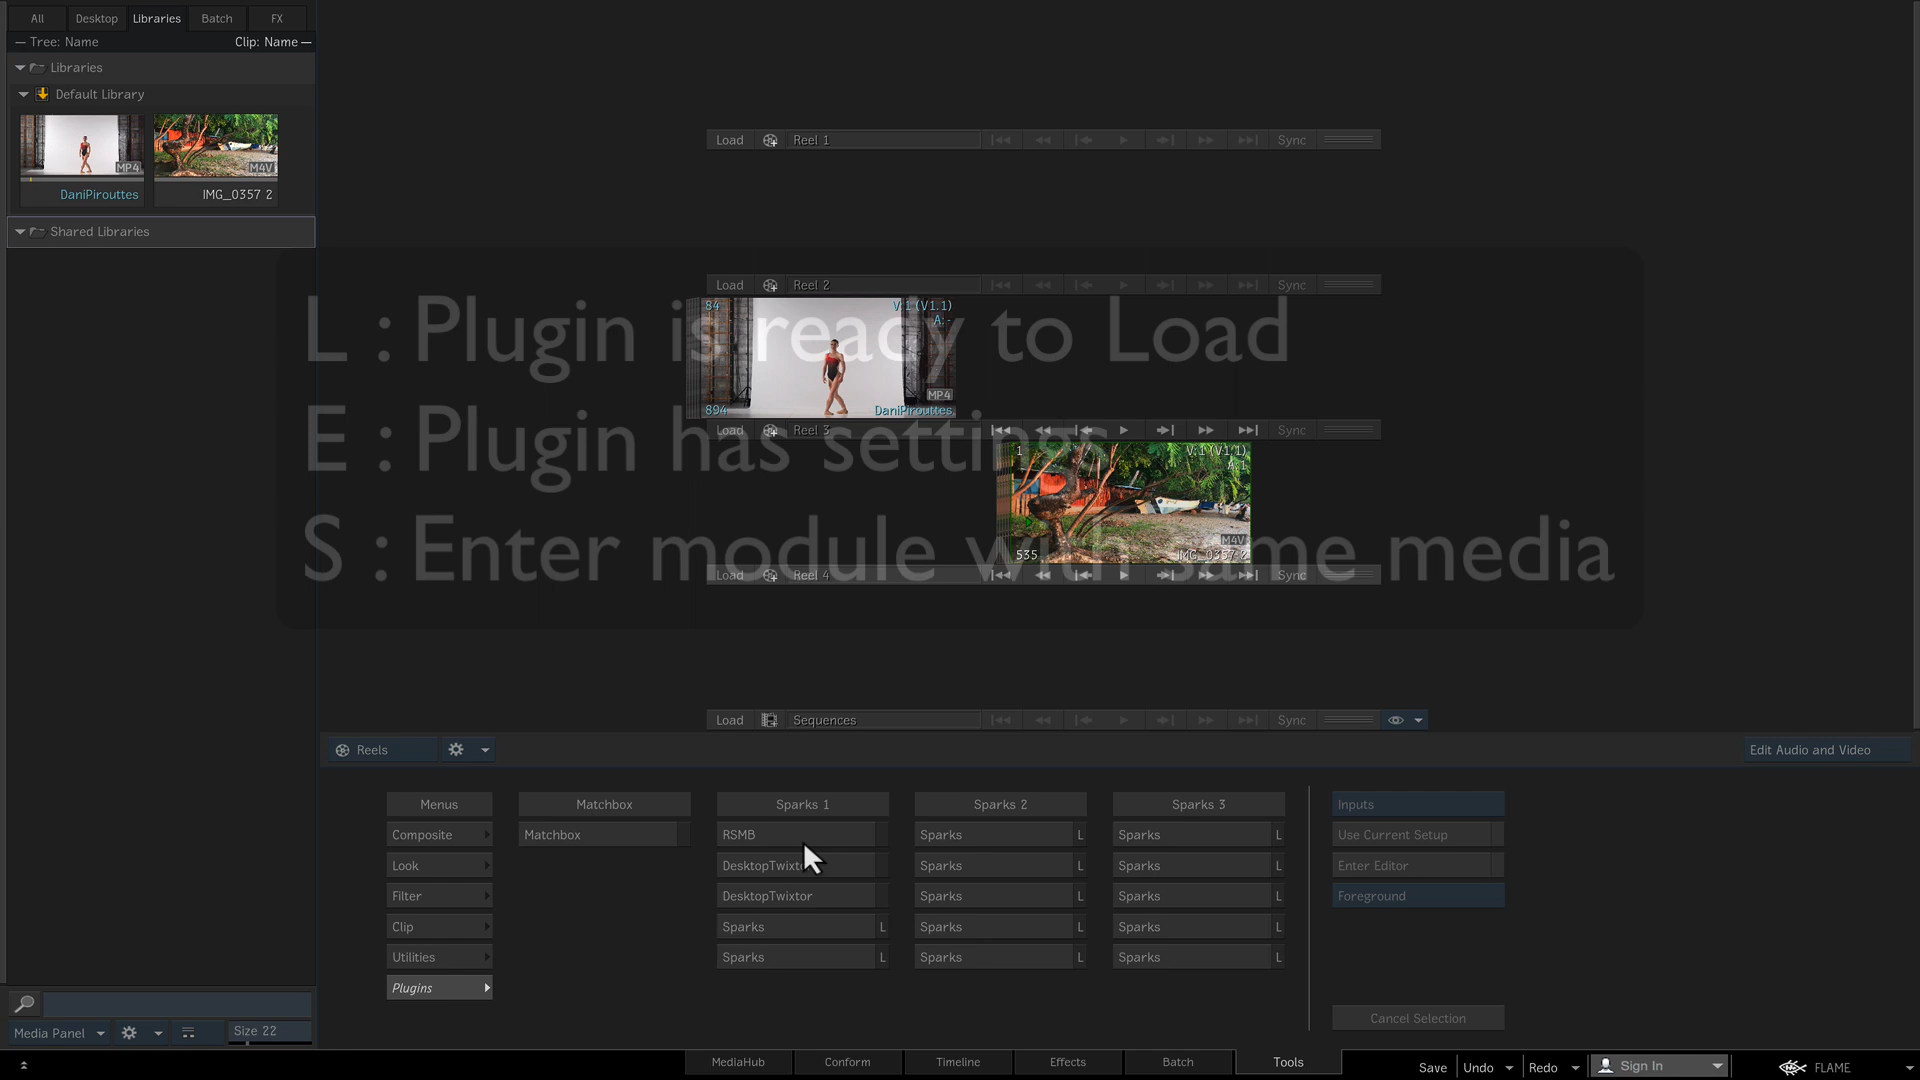 All Desktop Libraries Batch FX
Tree: Name Clip: Name
Libraries
Default Library
MP4 M4V
DaniPirouttes IMG_0357 2
Shared Libraries
Load Reel 1 Sync
Load Reel 2 Sync
84 V:1 (V1.1)
A:-
MP4
894 DaniPirouttes
L : Plugin is ready to Load
Load Reel 3 Sync
1 V:1 (V1.1)
A:1
M4V
535 IMG_0357 2
E : Plugin has settings
S : Enter module with same media
Load Reel 4 Sync
Load Sequences Sync
Reels Edit Audio and Video
Menus Matchbox Sparks 1 Sparks 2 Sparks 3 Inputs
Composite Matchbox RSMB Sparks L Sparks L Use Current Setup
Look DesktopTwixtor Sparks L Sparks L Enter Editor
Filter DesktopTwixtor Sparks L Sparks L Foreground
Clip Sparks L Sparks L Sparks L
Utilities Sparks L Sparks L Sparks L
Plugins
Cancel Selection
Media Panel Size 22
MediaHub Conform Timeline Effects Batch Tools Save Undo Redo Sign In FLAME